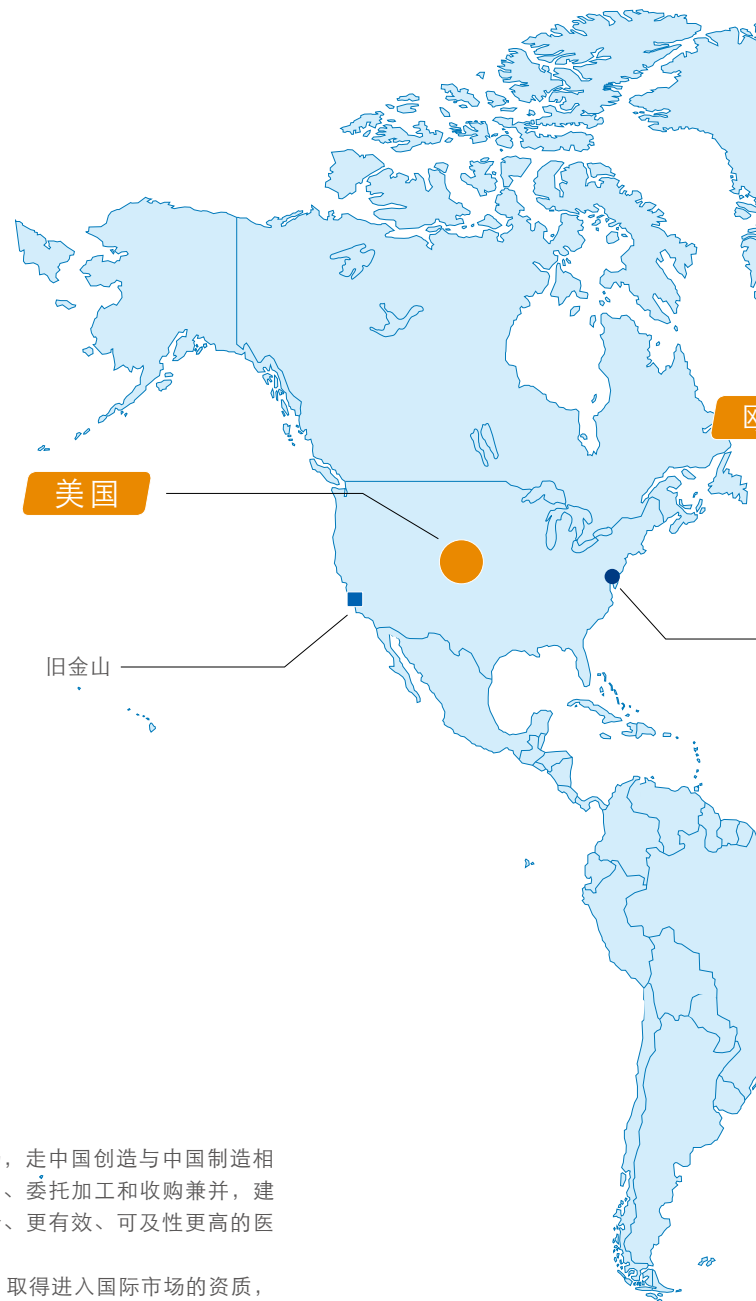 美国
旧金山
，走中国创造与中国制造相
、委托加工和收购兼并，建
、更有效、可及性更高的医
取得进入国际市场的资质，